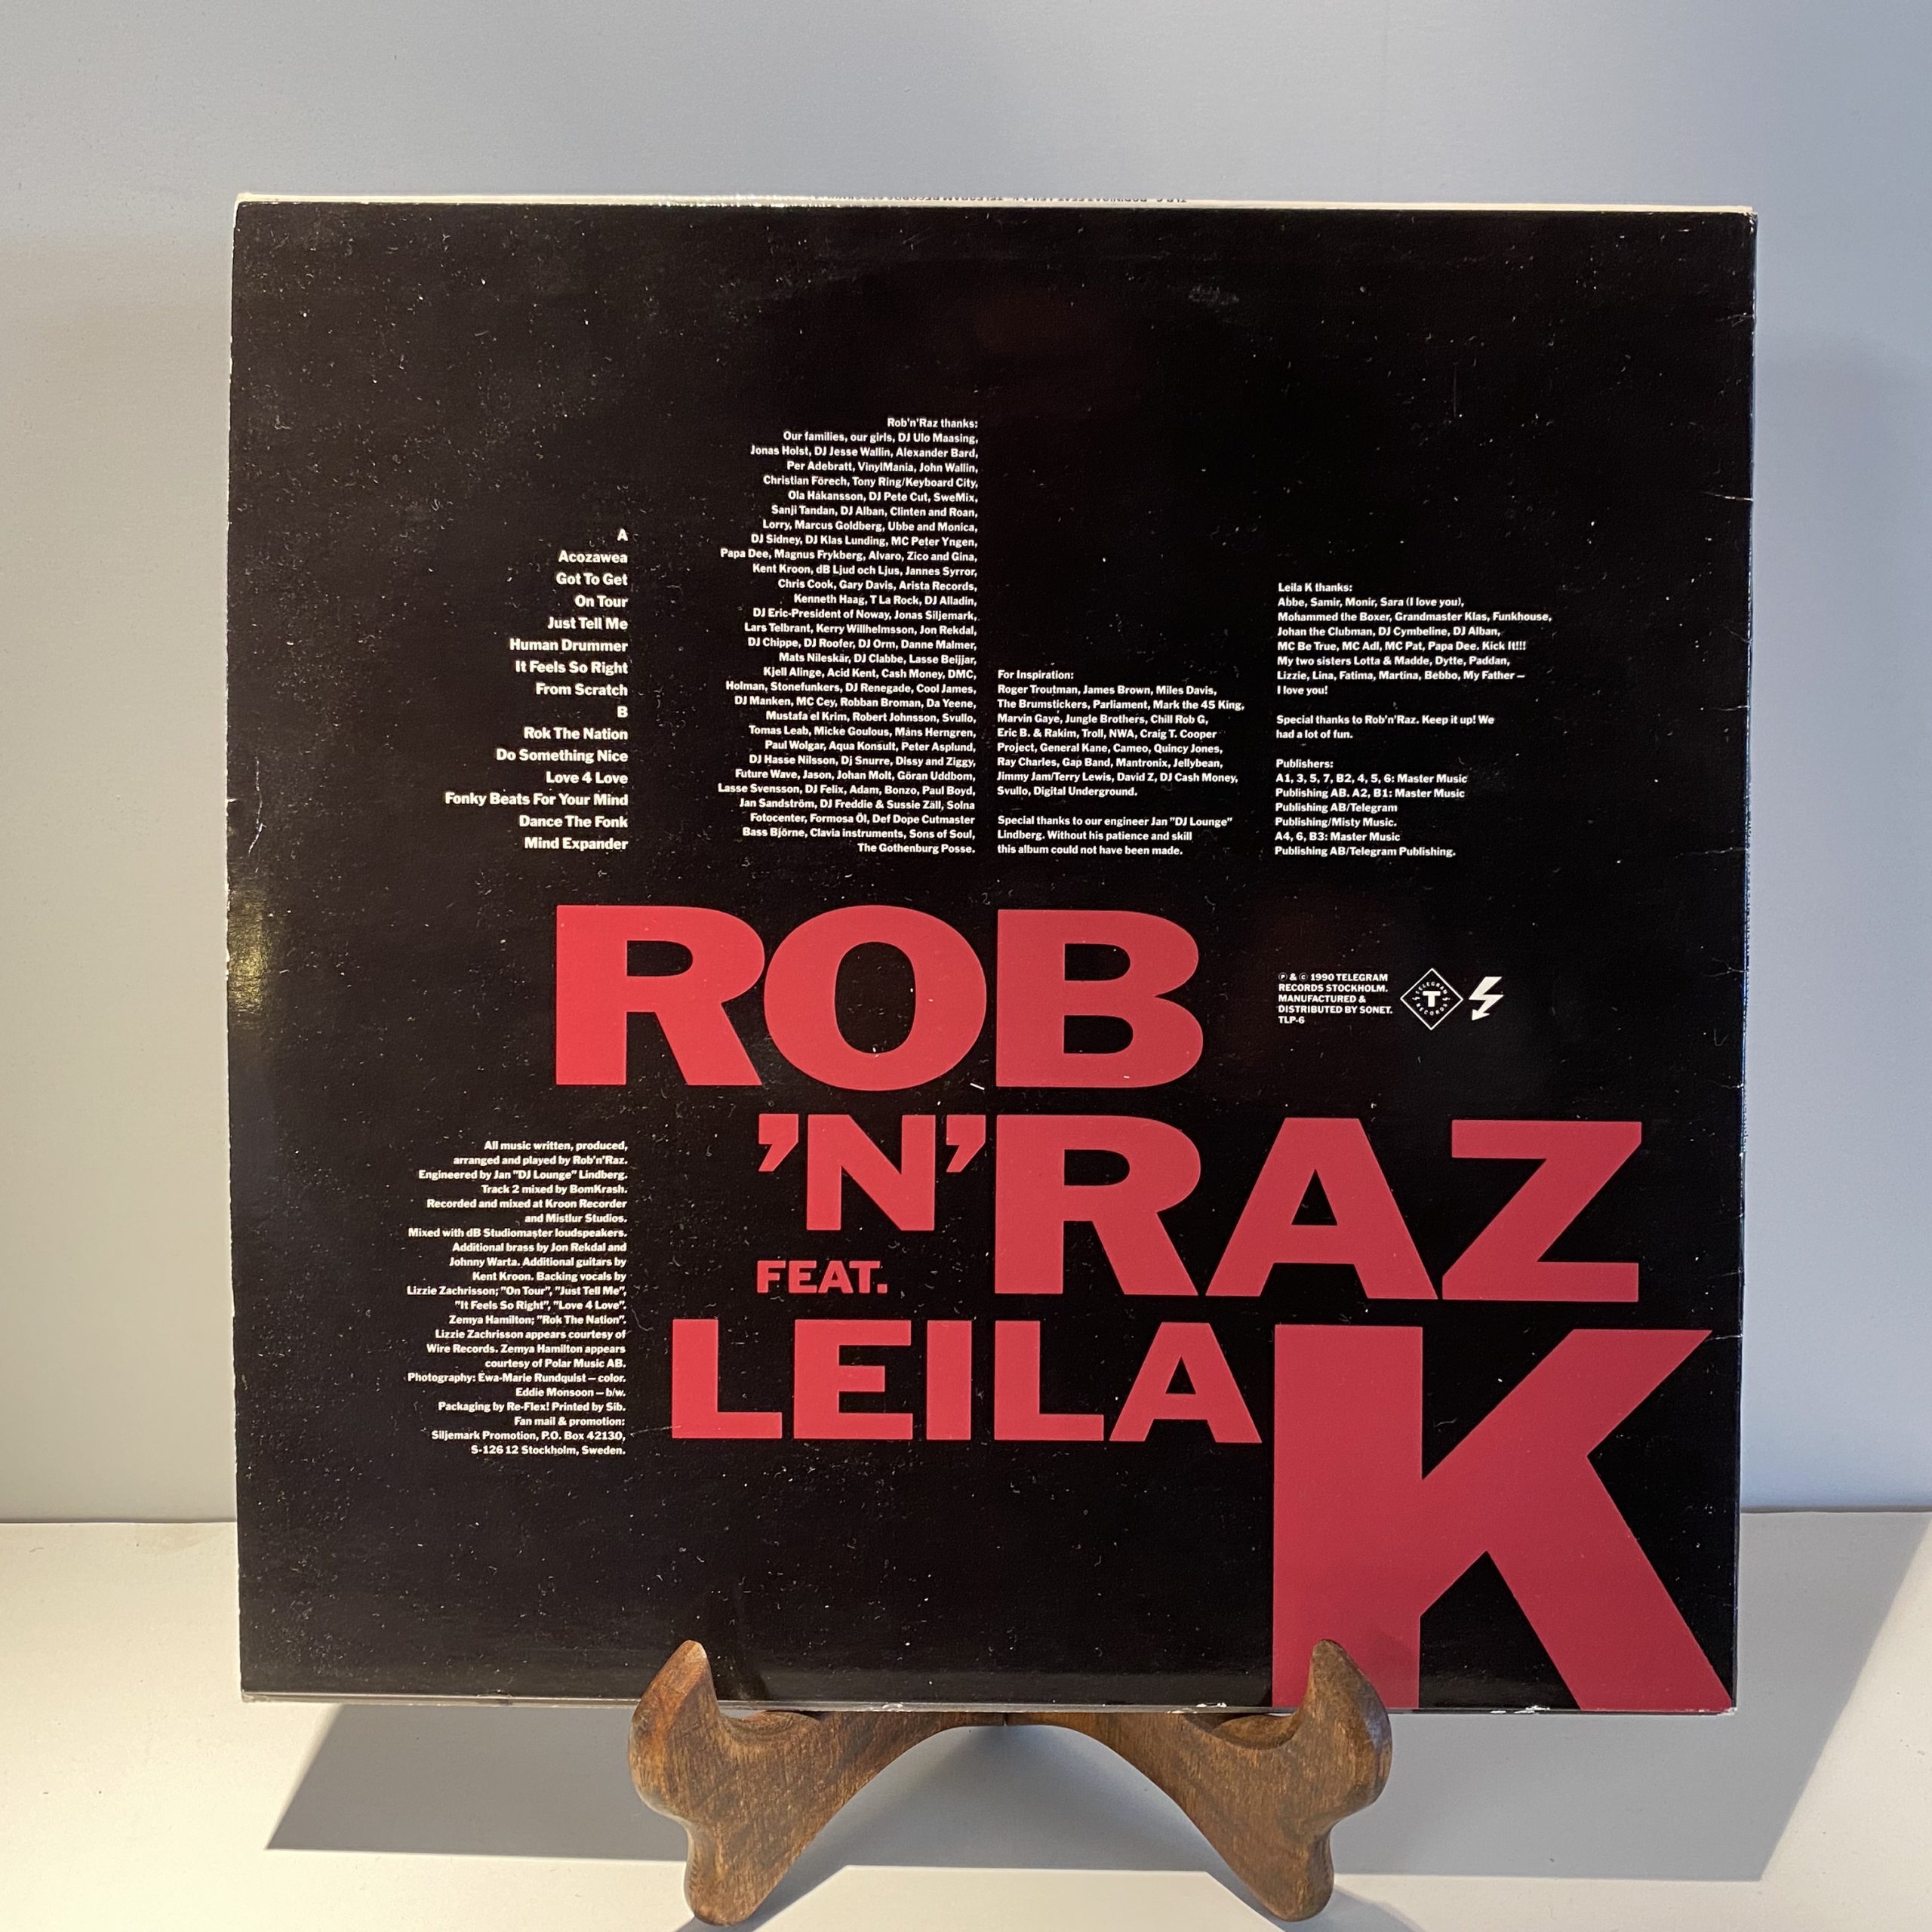 A
Acozawea
Got To Get
On Tour
Just Tell Me
Human Drummer
It Feels So Right
From Scratch
B
Rok The Nation
Do Something Nice
Love 4 Love
Fonky Beats For Your Mind
Dance The Fonk
Mind Expander
Rob'n'Raz thanks:
Our families, our girls, DJ Ulo Maasing,
Jonas Holst, DJ Jesse Wallin, Alexander Bard,
Per Adebratt, VinylMania, John Wallin,
Christian Förech, Tony Ring/Keyboard City,
Ola Håkansson, DJ Pete Cut, SweMix,
Sanji Tandan, DJ Alban, Clinten and Roan,
Lorry, Marcus Goldberg, Ubbe and Monica,
DJ Sidney, DJ Klas Lunding, MC Peter Yngen,
Papa Dee, Magnus Frykberg, Alvaro, Zico and Gina,
Kent Kroon, dB Ljud och Ljus, Jannes Syrror,
Chris Cook, Gary Davis, Arista Records,
Kenneth Haag, T La Rock, DJ Alladin,
DJ Eric-President of Noway, Jonas Siljemark,
Lars Telbrant, Kerry Willhelmsson, Jon Rekdal,
DJ Chippe, DJ Roofer, DJ Orm, Danne Malmer,
Mats Nileskär, DJ Clabbe, Lasse Beijjar,
Kjell Alinge, Acid Kent, Cash Money, DMC,
Holman, Stonefunkers, DJ Renegade, Cool James,
DJ Manken, MC Cey, Robban Broman, Da Yeene,
Mustafa el Krim, Robert Johnsson, Svullo,
Tomas Leab, Micke Goulous, Måns Herngren,
Paul Wolgar, Aqua Konsult, Peter Asplund,
DJ Hasse Nilsson, Dj Snurre, Dissy and Ziggy,
Future Wave, Jason, Johan Molt, Göran Uddbom,
Lasse Svensson, DJ Felix, Adam, Bonzo, Paul Boyd,
Jan Sandström, DJ Freddie & Sussie Zäll, Solna
Fotocenter, Formosa Öl, Def Dope Cutmaster
Bass Björne, Clavia instruments, Sons of Soul,
The Gothenburg Posse.
For Inspiration:
Roger Troutman, James Brown, Miles Davis,
The Brumstickers, Parliament, Mark the 45 King,
Marvin Gaye, Jungle Brothers, Chill Rob G,
Eric B. & Rakim, Troll, NWA, Craig T. Cooper
Project, General Kane, Cameo, Quincy Jones,
Ray Charles, Gap Band, Mantronix, Jellybean,
Jimmy Jam/Terry Lewis, David Z, DJ Cash Money,
Svullo, Digital Underground.
Special thanks to our engineer Jan "DJ Lounge"
Lindberg. Without his patience and skill
this album could not have been made.
Leila K thanks:
Abbe, Samir, Monir, Sara (I love you),
Mohammed the Boxer, Grandmaster Klas, Funkhouse,
Johan the Clubman, DJ Cymbeline, DJ Alban,
MC Be True, MC Adl, MC Pat, Papa Dee. Kick It!!!
My two sisters Lotta & Madde, Dytte, Paddan,
Lizzie, Lina, Fatima, Martina, Bebbo, My Father –
I love you!
Special thanks to Rob'n'Raz. Keep it up! We
had a lot of fun.
Publishers:
A1, 3, 5, 7, B2, 4, 5, 6: Master Music
Publishing AB. A2, B1: Master Music
Publishing AB/Telegram
Publishing/Misty Music.
A4, 6, B3: Master Music
Publishing AB/Telegram Publishing.
ROB
'N'RAZ
FEAT.
LEILA K
℗ & © 1990 TELEGRAM
RECORDS STOCKHOLM.
MANUFACTURED &
DISTRIBUTED BY SONET.
TLP-6
TELEGRAM
T
RECORDS
All music written, produced,
arranged and played by Rob'n'Raz.
Engineered by Jan "DJ Lounge" Lindberg.
Track 2 mixed by BomKrash.
Recorded and mixed at Kroon Recorder
and Mistlur Studios.
Mixed with dB Studiomaster loudspeakers.
Additional brass by Jon Rekdal and
Johnny Warta. Additional guitars by
Kent Kroon. Backing vocals by
Lizzie Zachrisson; "On Tour", "Just Tell Me",
"It Feels So Right", "Love 4 Love".
Zemya Hamilton; "Rok The Nation".
Lizzie Zachrisson appears courtesy of
Wire Records. Zemya Hamilton appears
courtesy of Polar Music AB.
Photography: Ewa-Marie Rundquist – color.
Eddie Monsoon – b/w.
Packaging by Re-Flex! Printed by Sib.
Fan mail & promotion:
Siljemark Promotion, P.O. Box 42130,
S-126 12 Stockholm, Sweden.